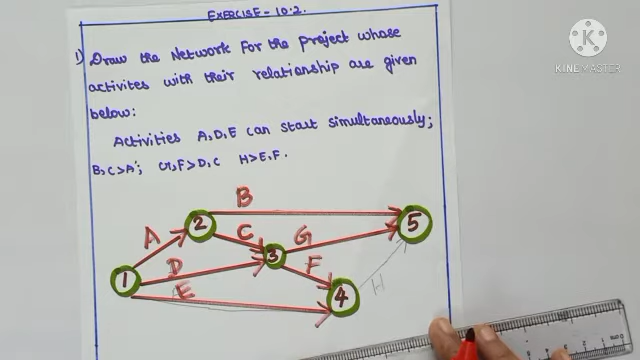 EXERCISE - 10.2.
1) Draw the Network for the project whose
activites with their relationship are given
below:
Activities A,D,E can start simultaneously;
B,C>A; G,F>D,C H>E,F.
K
KINEMASTER
B
2
5
A
C
G
3
D
F
1
E
4
H